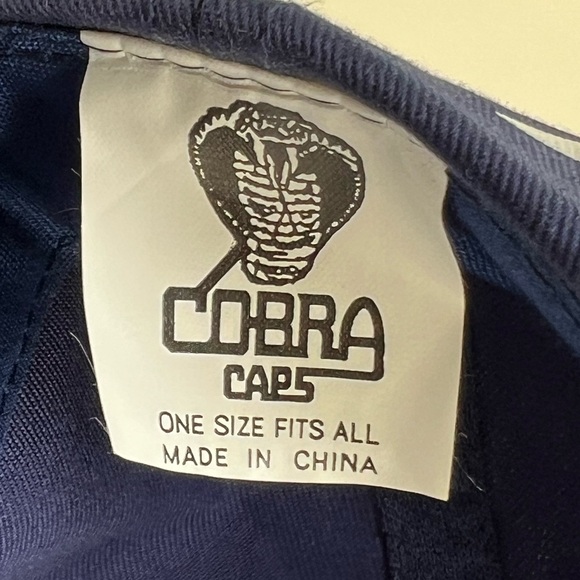 COBRA
CAPS
ONE SIZE FITS ALL
MADE IN CHINA